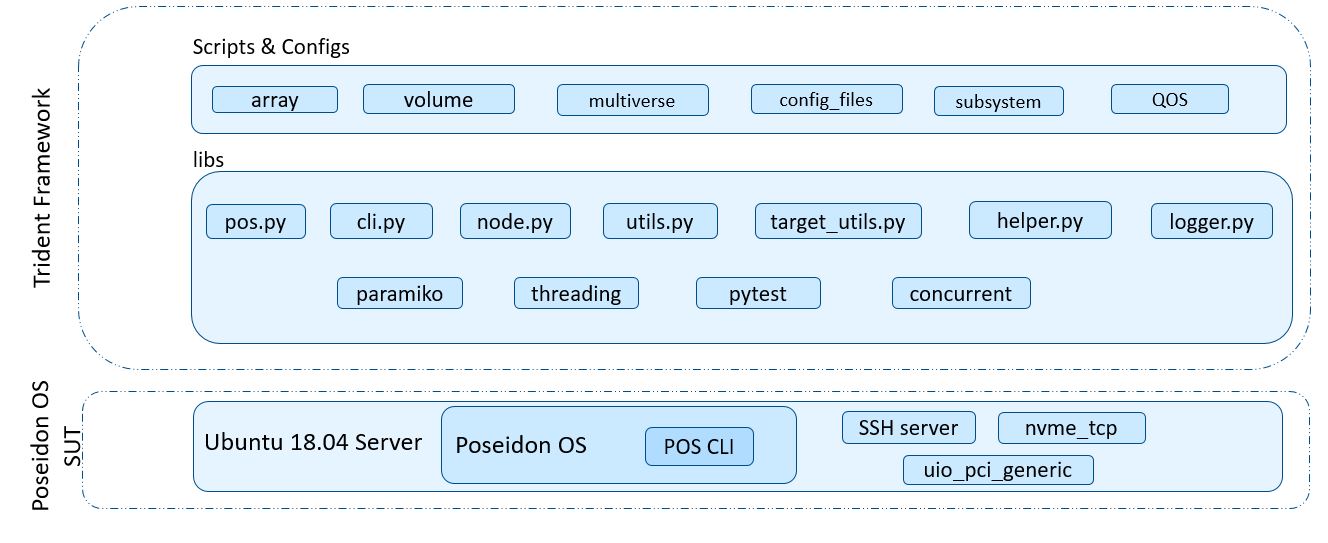 Trident Framework
Scripts & Configs
array
volume
multiverse
config_files
subsystem
QOS
libs
pos.py
cli.py
node.py
utils.py
target_utils.py
helper.py
logger.py
paramiko
threading
pytest
concurrent
Poseidon OS
SUT
Ubuntu 18.04 Server
Poseidon OS
POS CLI
SSH server
nvme_tcp
uio_pci_generic